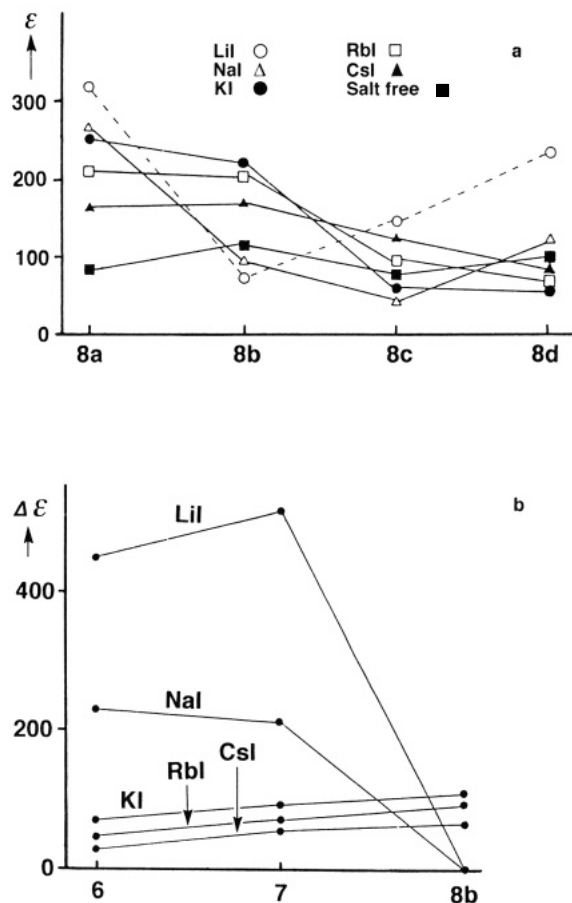 ε
LiI RbI a
NaI CsI
KI Salt free
300
200
100
0
8a 8b 8c 8d
Δ ε b
LiI
400
NaI
200
CsI
RbI
KI
0
6 7 8b